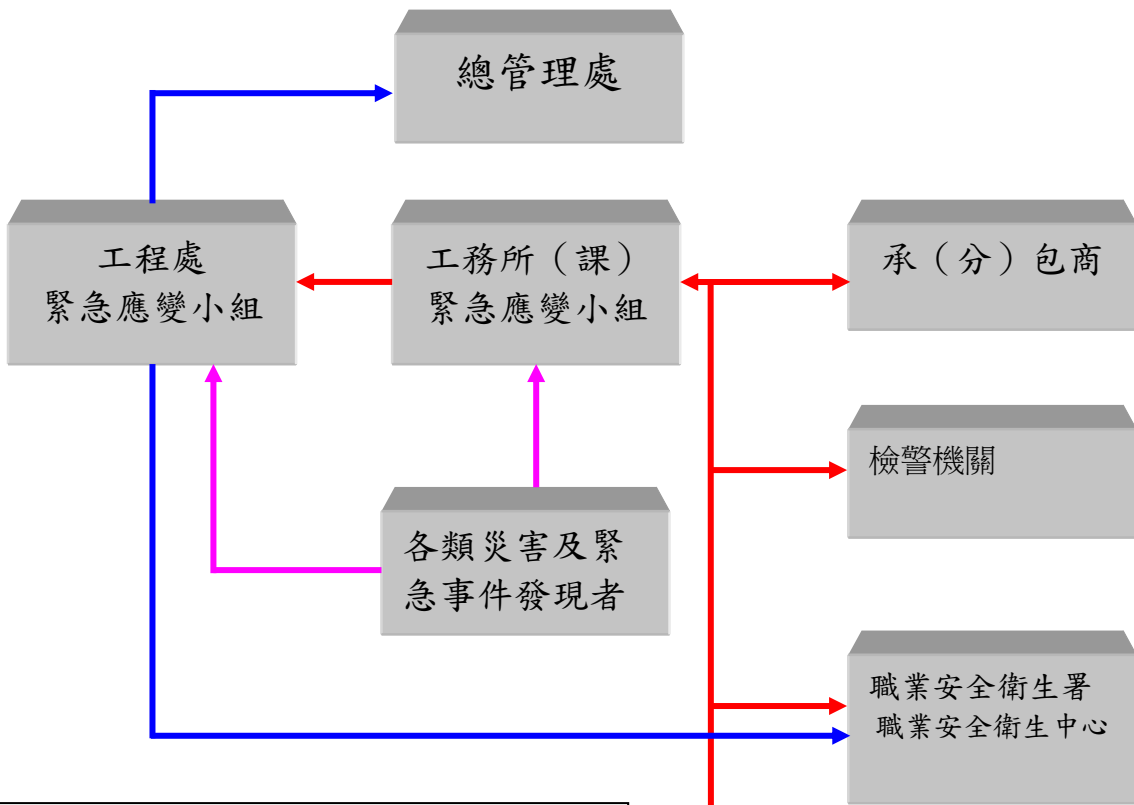 總管理處
工程處
緊急應變小組
工務所（課）
緊急應變小組
承（分）包商
檢警機關
各類災害及緊
急事件發現者
職業安全衛生署
職業安全衛生中心